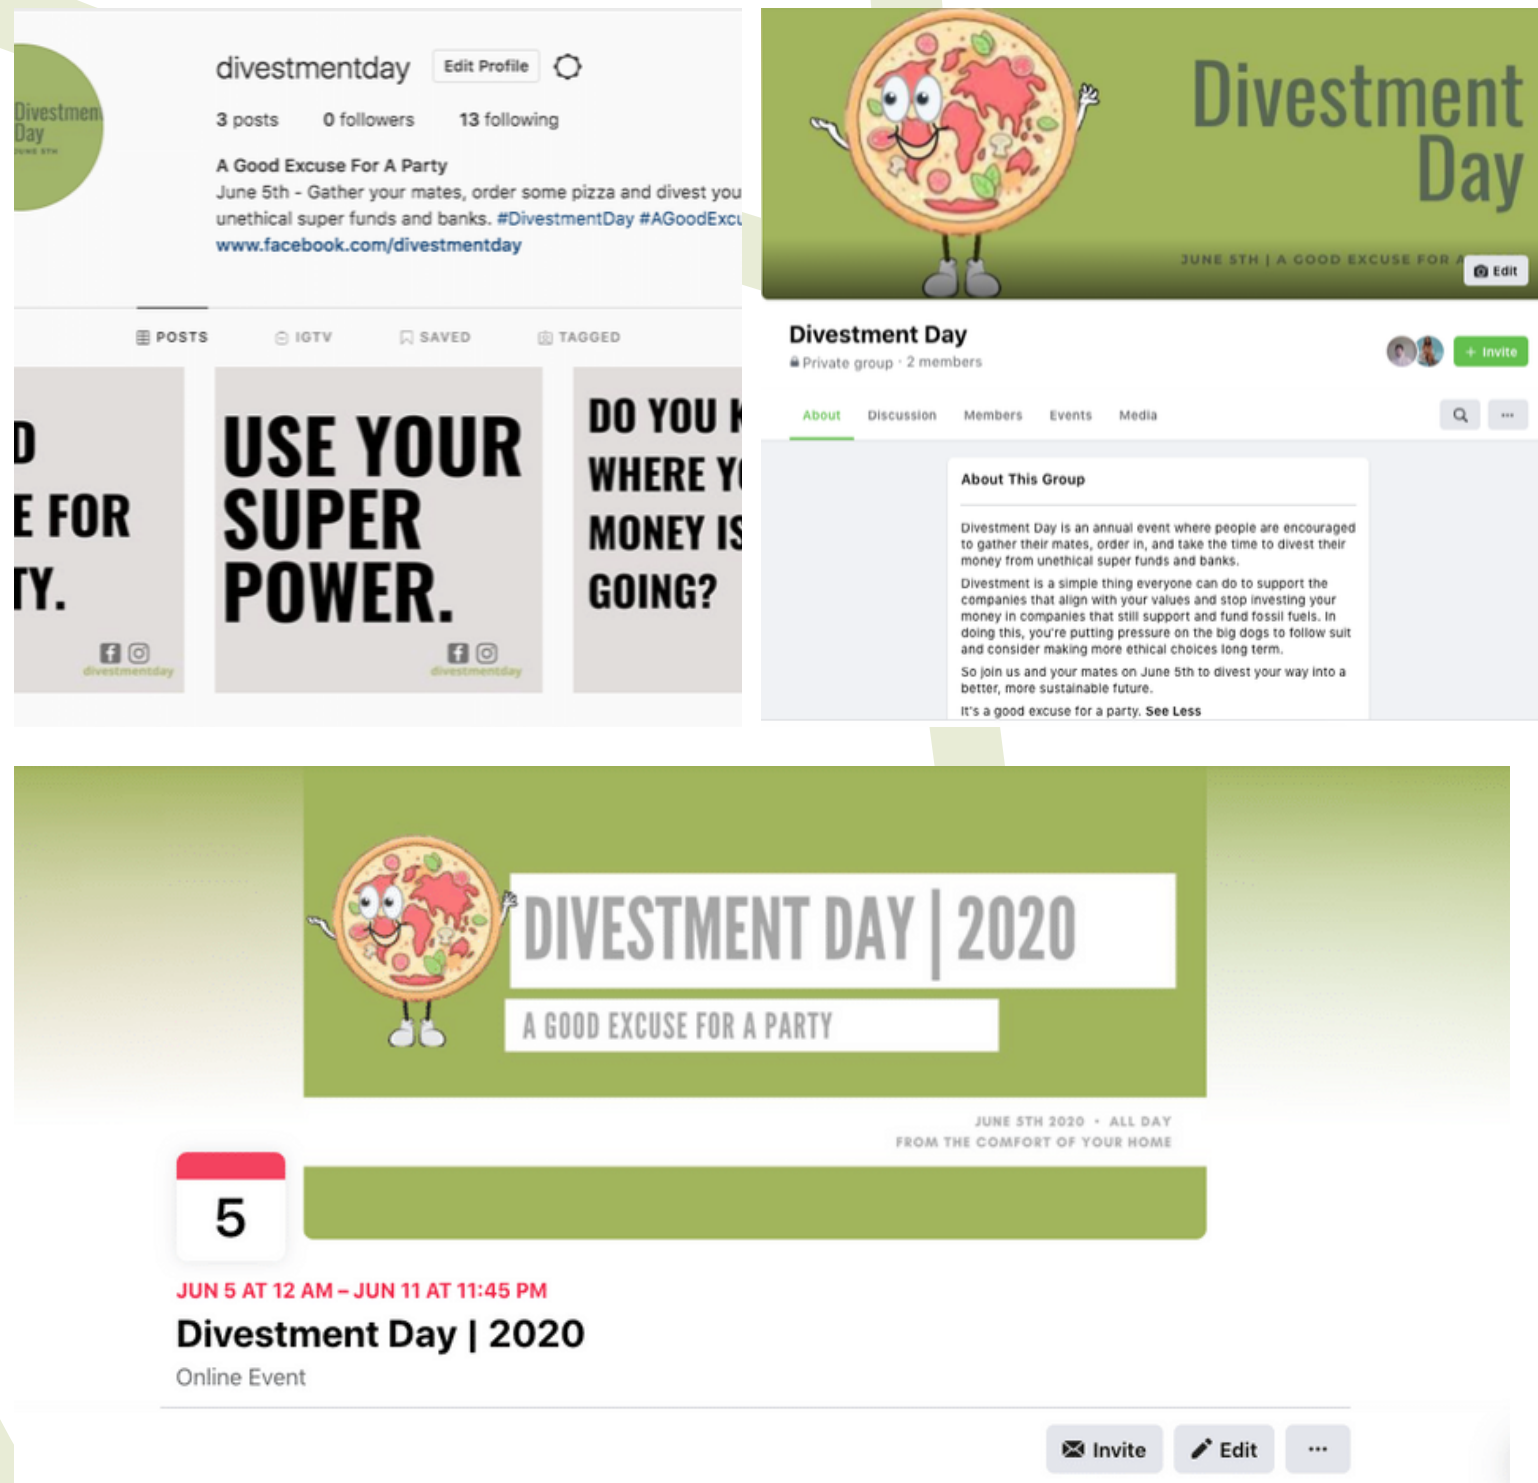 Divestmen
Day
JUNE 5TH
divestmentday
Edit Profile
3 posts 0 followers 13 following
A Good Excuse For A Party
June 5th - Gather your mates, order some pizza and divest you
unethical super funds and banks. #DivestmentDay #AGoodExcu
www.facebook.com/divestmentday
POSTS IGTV SAVED TAGGED
D
E FOR
TY.
divestmentday
USE YOUR
SUPER
POWER.
divestmentday
DO YOU K
WHERE YO
MONEY IS
GOING?
Divestment
Day
JUNE 5TH | A GOOD EXCUSE FOR A
Edit
Divestment Day
Private group · 2 members
+ Invite
About Discussion Members Events Media
About This Group
Divestment Day is an annual event where people are encouraged
to gather their mates, order in, and take the time to divest their
money from unethical super funds and banks.
Divestment is a simple thing everyone can do to support the
companies that align with your values and stop investing your
money in companies that still support and fund fossil fuels. In
doing this, you're putting pressure on the big dogs to follow suit
and consider making more ethical choices long term.
So join us and your mates on June 5th to divest your way into a
better, more sustainable future.
It's a good excuse for a party. See Less
DIVESTMENT DAY | 2020
A GOOD EXCUSE FOR A PARTY
JUNE 5TH 2020 • ALL DAY
FROM THE COMFORT OF YOUR HOME
5
JUN 5 AT 12 AM – JUN 11 AT 11:45 PM
Divestment Day | 2020
Online Event
Invite Edit ...